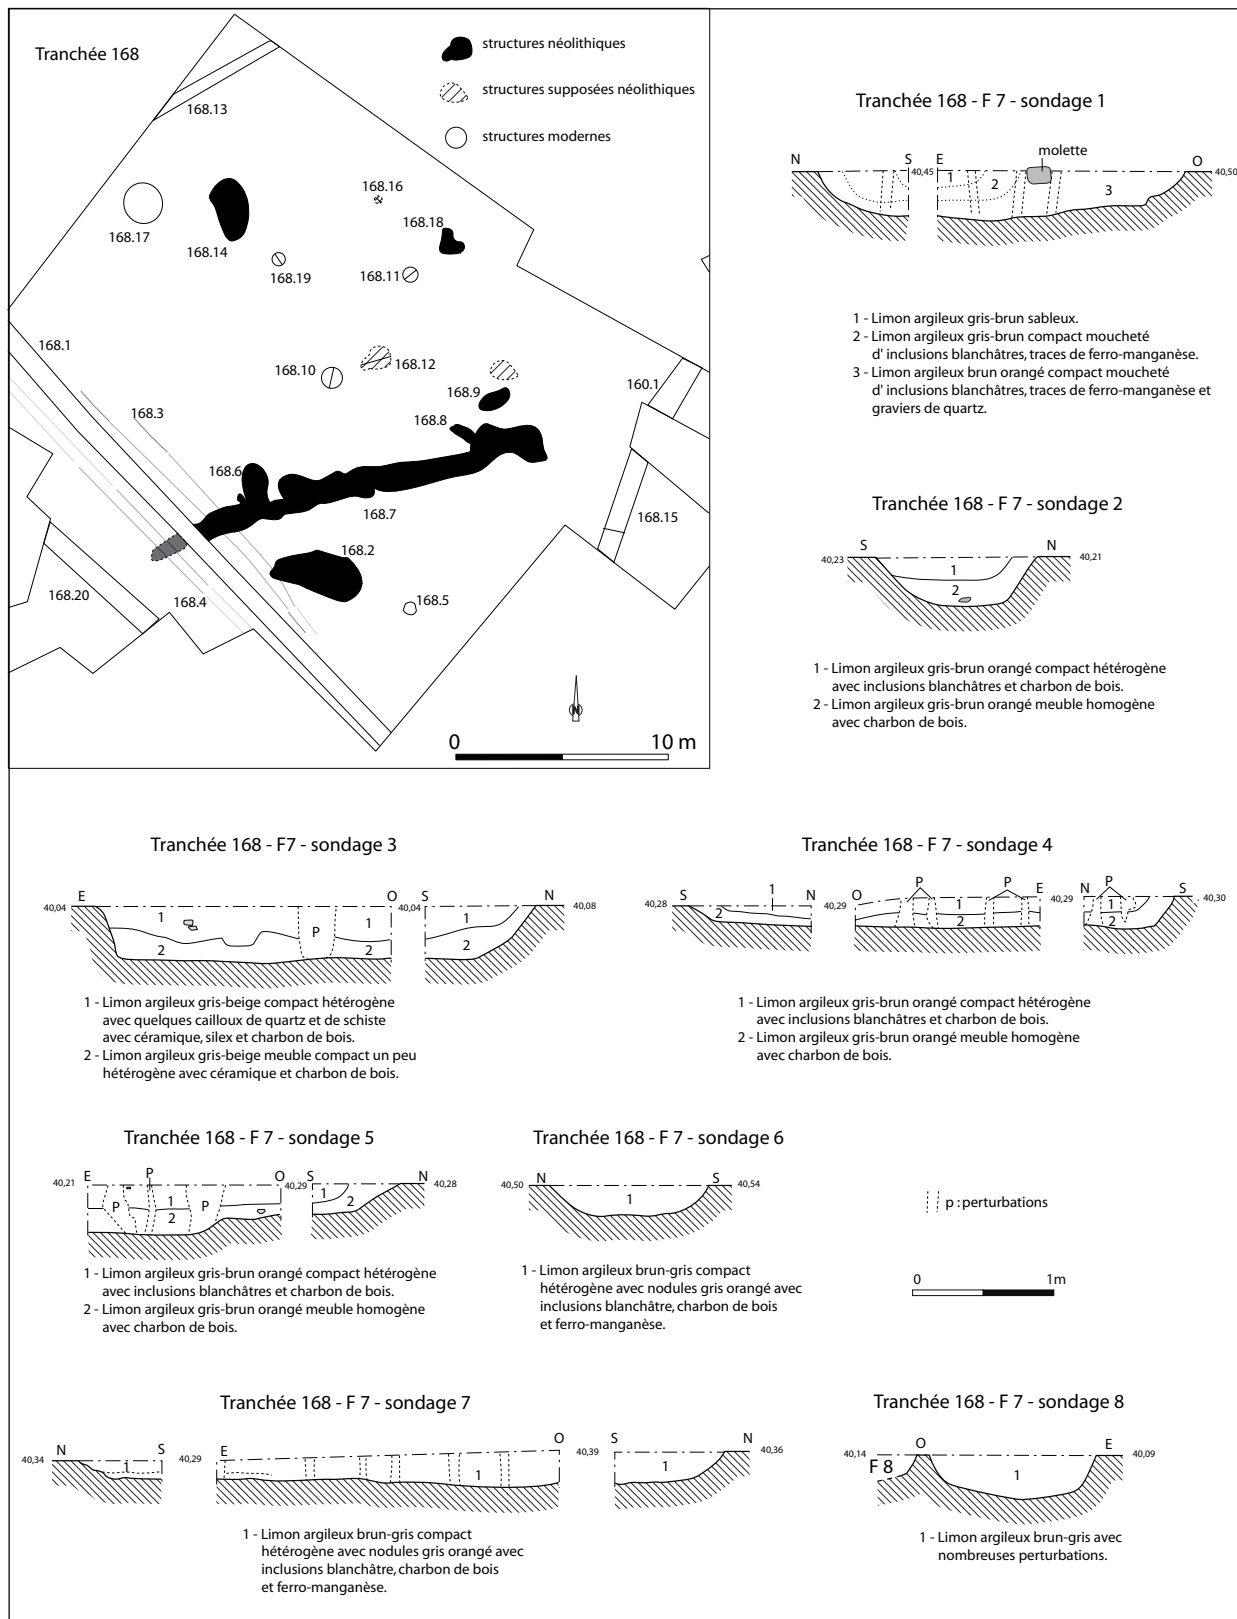 Tranchée 168
structures néolithiques
structures supposées néolithiques
structures modernes
168.13
168.17
168.14
168.16
168.18
168.19
168.11
168.1
168.3
168.10
168.12
168.9
168.8
168.6
168.7
168.2
168.5
168.4
168.20
160.1
168.15
N
0 10 m
Tranchée 168 - F 7 - sondage 1
molette
N S E O
40,45 40,50
1 2 3
1 - Limon argileux gris-brun sableux.
2 - Limon argileux gris-brun compact moucheté
d' inclusions blanchâtres, traces de ferro-manganèse.
3 - Limon argileux brun orangé compact moucheté
d' inclusions blanchâtres, traces de ferro-manganèse et
graviers de quartz.
Tranchée 168 - F 7 - sondage 2
S N
40,23 40,21
1
2
1 - Limon argileux gris-brun orangé compact hétérogène
avec inclusions blanchâtres et charbon de bois.
2 - Limon argileux gris-brun orangé meuble homogène
avec charbon de bois.
Tranchée 168 - F7 - sondage 3
E O S N
40,04 40,04 40,08
1 P 1 1
2 2 2
1 - Limon argileux gris-beige compact hétérogène
avec quelques cailloux de quartz et de schiste
avec céramique, silex et charbon de bois.
2 - Limon argileux gris-beige meuble compact un peu
hétérogène avec céramique et charbon de bois.
Tranchée 168 - F 7 - sondage 4
S 1 N O P P E N P S
40,28 40,29 40,29 40,30
2 1 1
2 2
1 - Limon argileux gris-brun orangé compact hétérogène
avec inclusions blanchâtres et charbon de bois.
2 - Limon argileux gris-brun orangé meuble homogène
avec charbon de bois.
Tranchée 168 - F 7 - sondage 5
E P O S N
40,21 40,29 40,28
P 1 P 1
2 2
1 - Limon argileux gris-brun orangé compact hétérogène
avec inclusions blanchâtres et charbon de bois.
2 - Limon argileux gris-brun orangé meuble homogène
avec charbon de bois.
Tranchée 168 - F 7 - sondage 6
N S
40,50 40,54
1
1 - Limon argileux brun-gris compact
hétérogène avec nodules gris orangé avec
inclusions blanchâtre, charbon de bois
et ferro-manganèse.
p : perturbations
0 1m
Tranchée 168 - F 7 - sondage 7
N S E O S N
40,34 40,29 40,39 40,36
1 1 1
1 - Limon argileux brun-gris compact
hétérogène avec nodules gris orangé avec
inclusions blanchâtre, charbon de bois
et ferro-manganèse.
Tranchée 168 - F 7 - sondage 8
O E
40,14 40,09
F 8 1
1 - Limon argileux brun-gris avec
nombreuses perturbations.